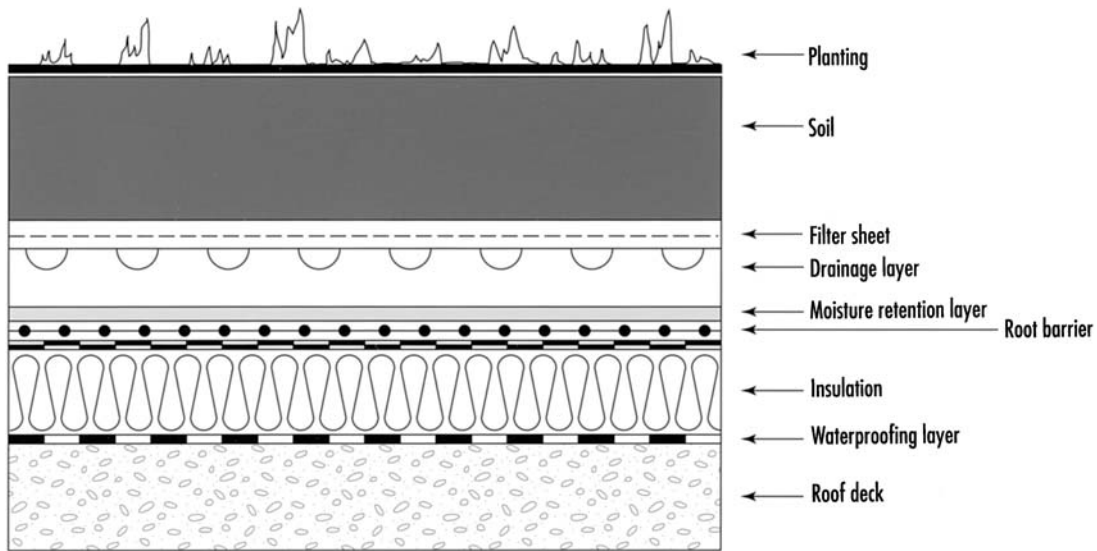 Planting
Soil
Filter sheet
Drainage layer
Moisture retention layer
Root barrier
Insulation
Waterproofing layer
Roof deck